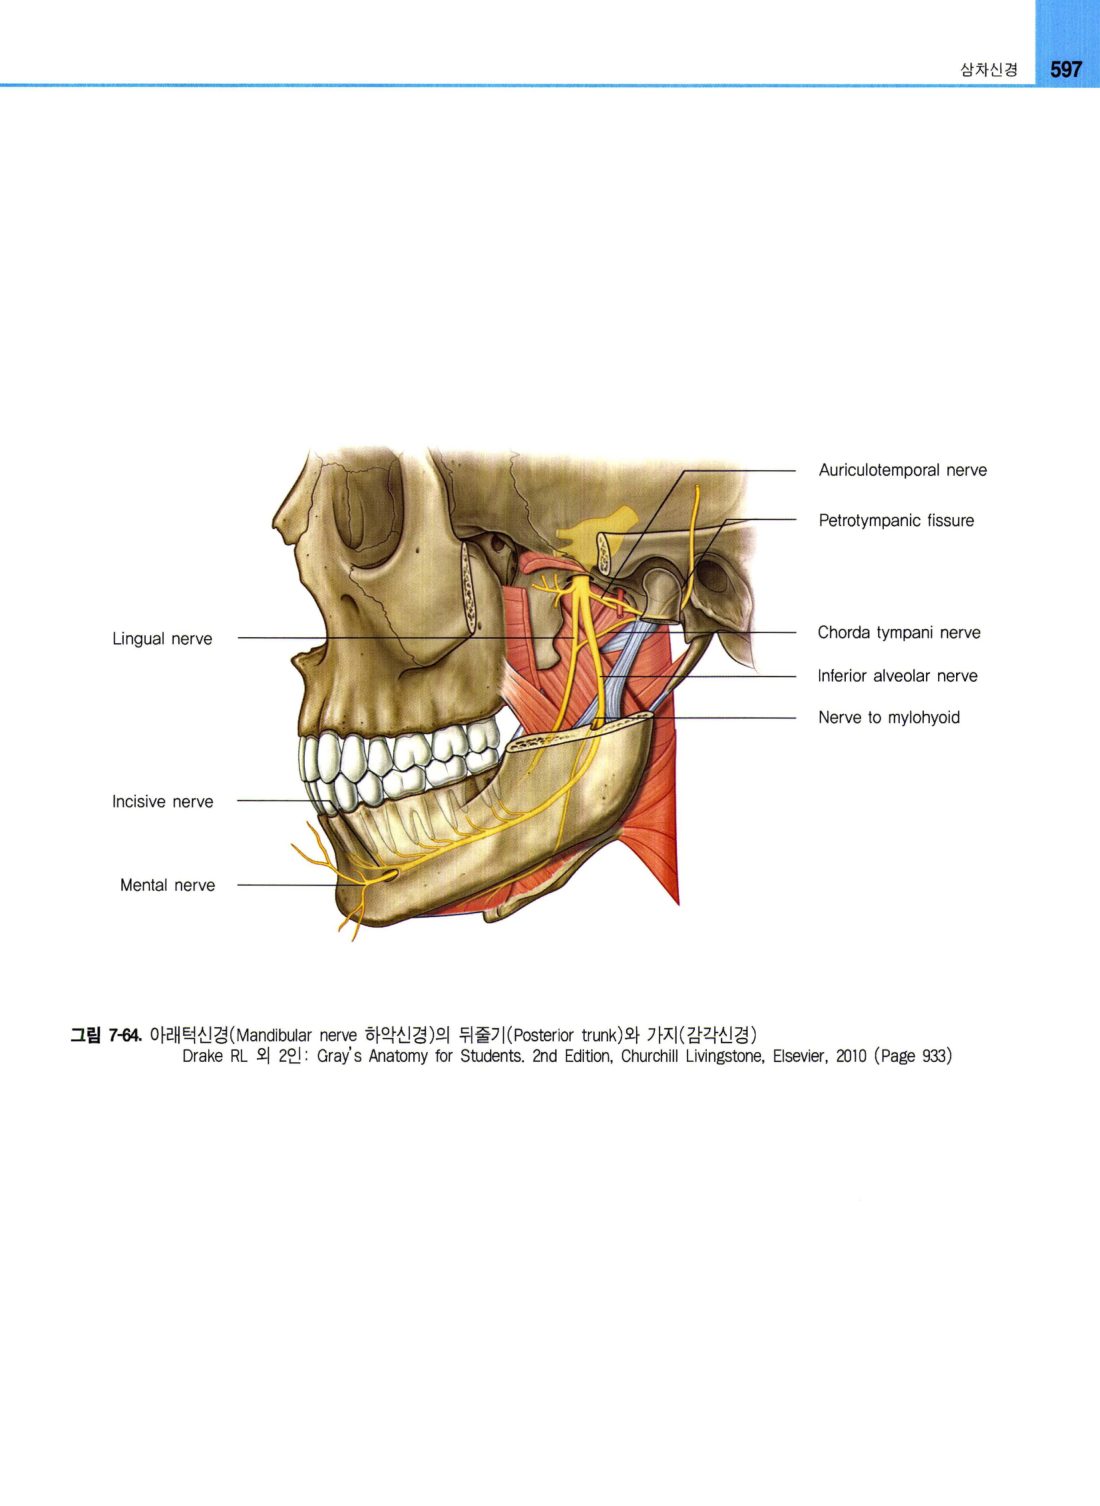 삼차신경 597
Auriculotemporal nerve
Petrotympanic fissure
Lingual nerve
Chorda tympani nerve
Inferior alveolar nerve
Nerve to mylohyoid
Incisive nerve
Mental nerve
그림 7-64. 아래턱신경(Mandibular nerve 하악신경)의 뒤줄기(Posterior trunk)와 가지(감각신경)
Drake RL 외 2인: Gray's Anatomy for Students. 2nd Edition, Churchill Livingstone, Elsevier, 2010 (Page 933)